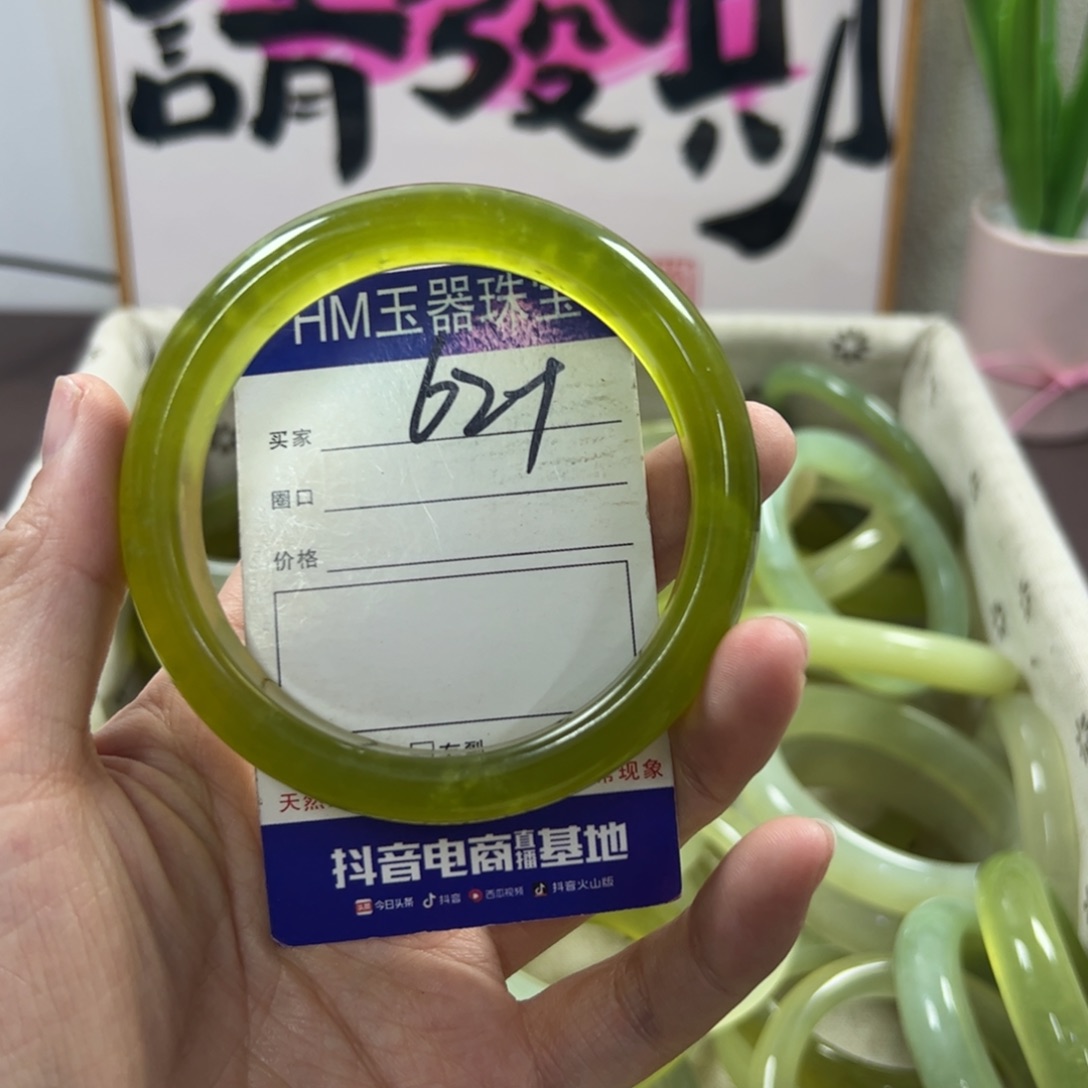 請發財
HM玉器珠宝
621
买家
圈口
价格
天然
常现象
抖音电商直播基地
头条 今日头条 抖音 西瓜视频 抖音火山版